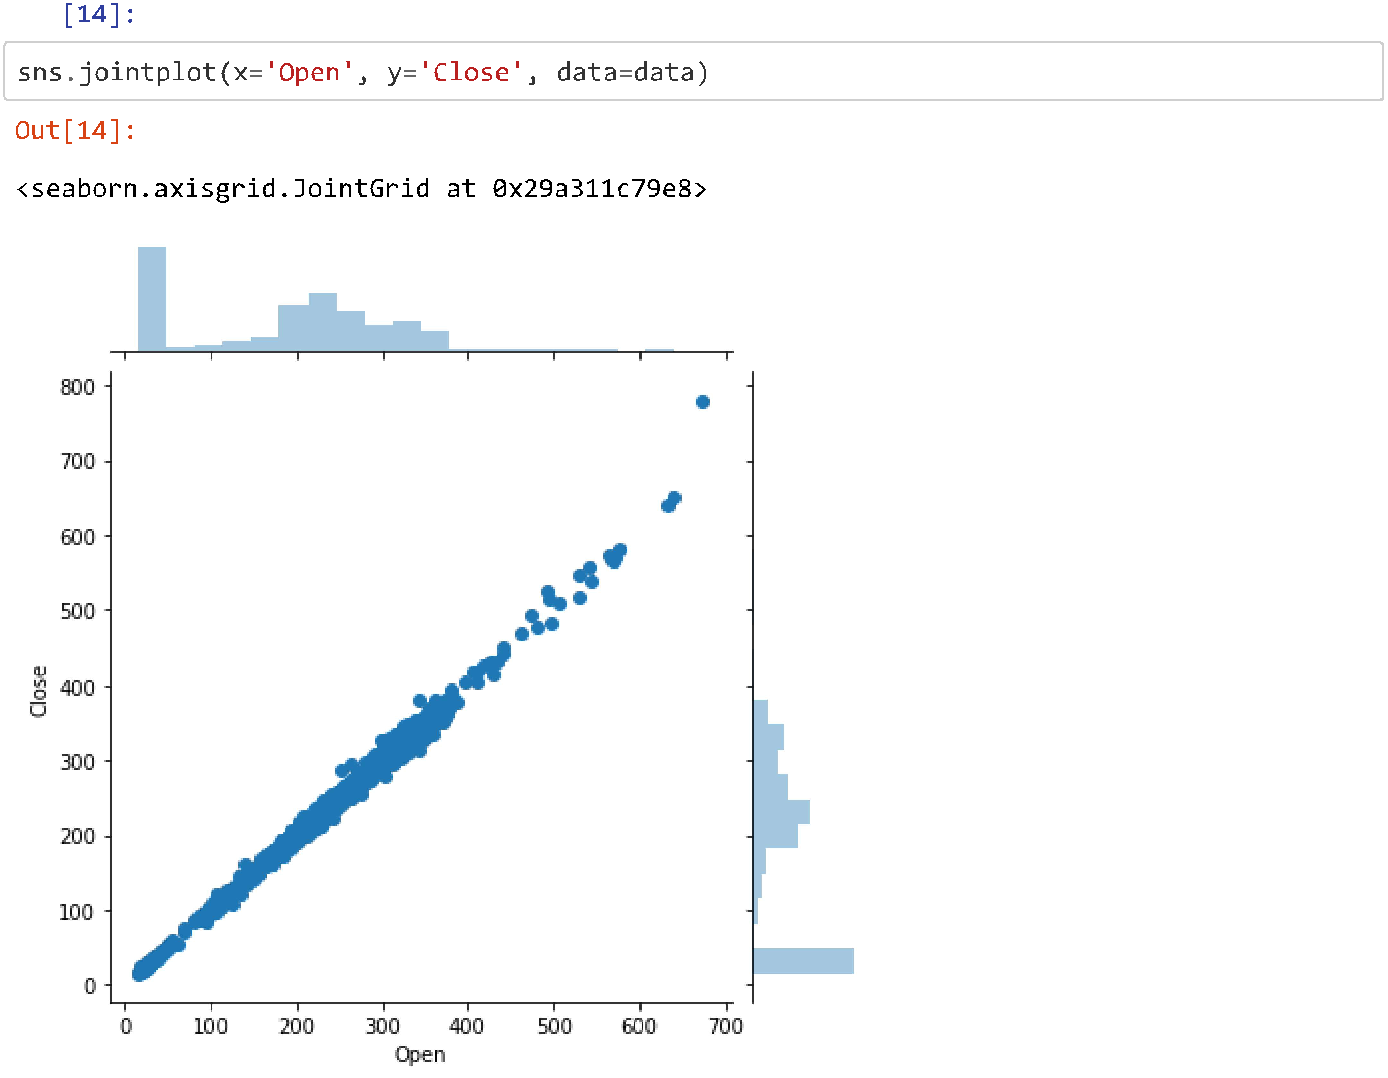 [14]:
sns.jointplot(x='Open', y='Close', data=data)
Out[14]:
<seaborn.axisgrid.JointGrid at 0x29a311c79e8>
800
700
600
500
400
300
200
100
0
Close
0 100 200 300 400 500 600 700
Open